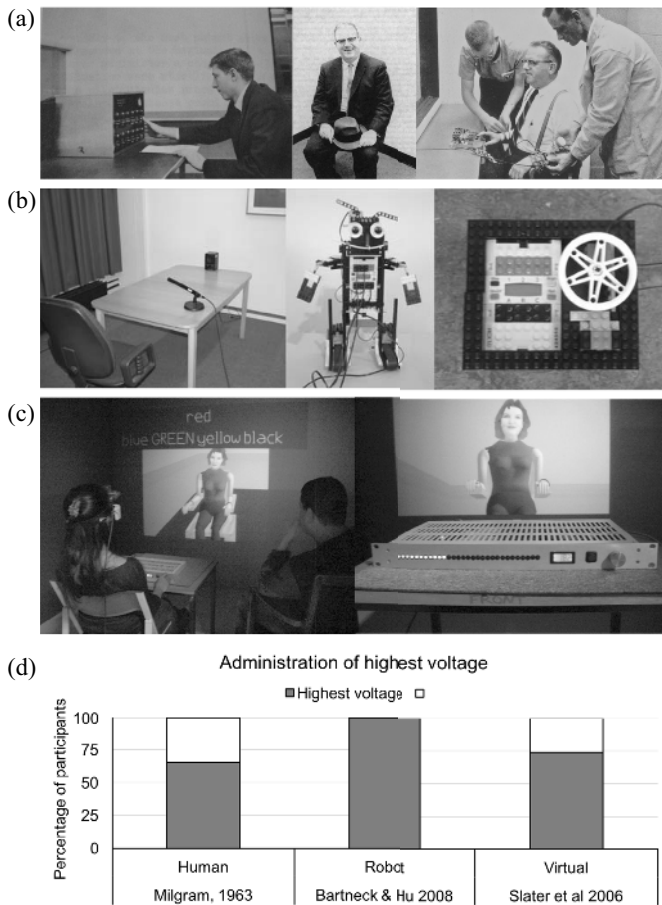 (a)
(b)
(c)
red
blue GREEN yellow black
FRONT
(d)
Administration of highest voltage
Highest voltage
Percentage of participants
100
75
50
25
0
Human
Robot
Virtual
Milgram, 1963
Bartneck & Hu 2008
Slater et al 2006